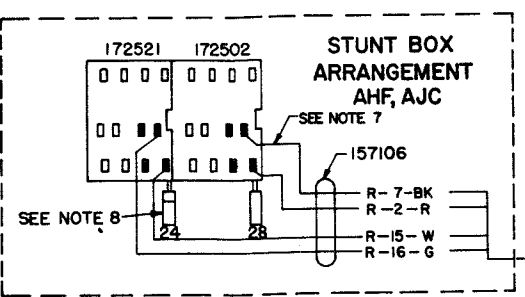 172521 172502
STUNT BOX
ARRANGEMENT
AHF, AJC
SEE NOTE 7
157106
R-7-BK
R-2-R
SEE NOTE 8
24
28
R-15-W
R-16-G